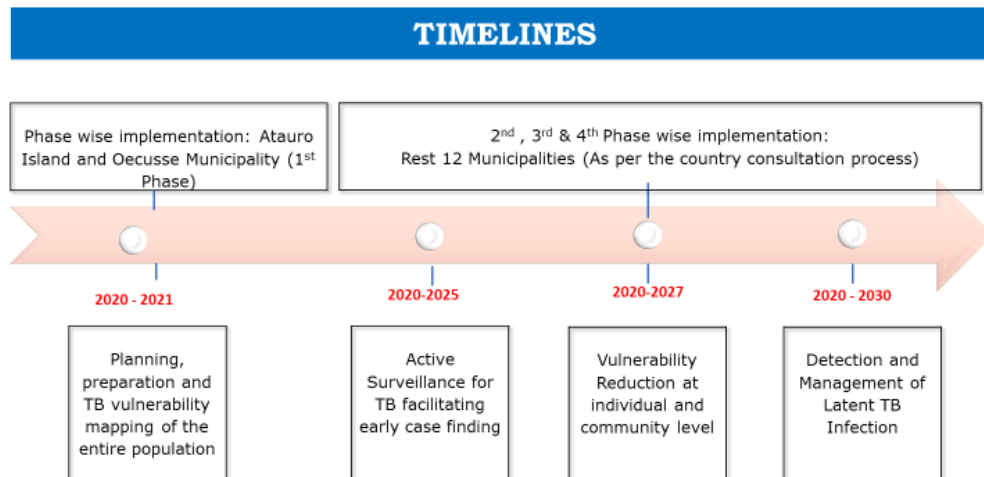 TIMELINES
Phase wise implementation: Atauro
Island and Oecusse Municipality (1st
Phase)
2nd , 3rd & 4th Phase wise implementation:
Rest 12 Municipalities (As per the country consultation process)
2020 - 2021
2020-2025
2020-2027
2020 - 2030
Planning,
preparation and
TB vulnerability
mapping of the
entire population
Active
Surveillance for
TB facilitating
early case finding
Vulnerability
Reduction at
individual and
community level
Detection and
Management of
Latent TB
Infection